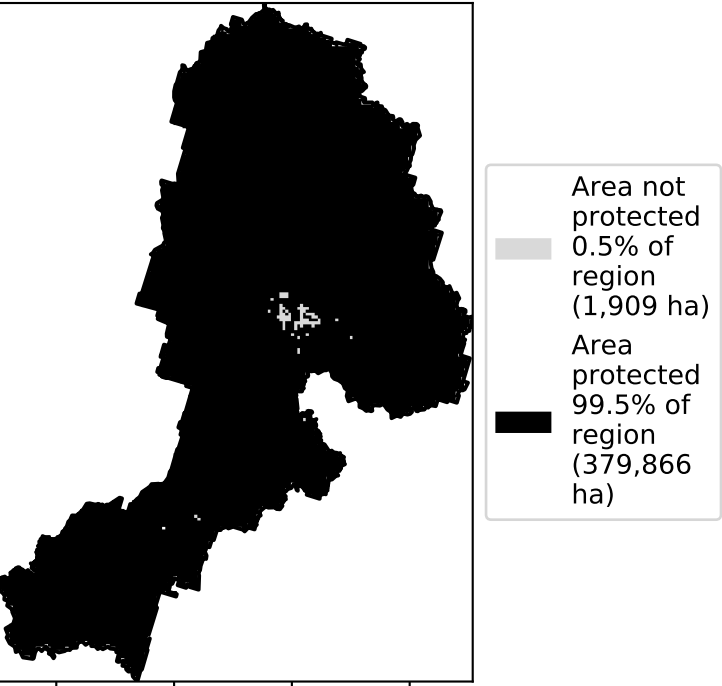 Area not
protected
0.5% of
region
(1,909 ha)
Area
protected
99.5% of
region
(379,866
ha)